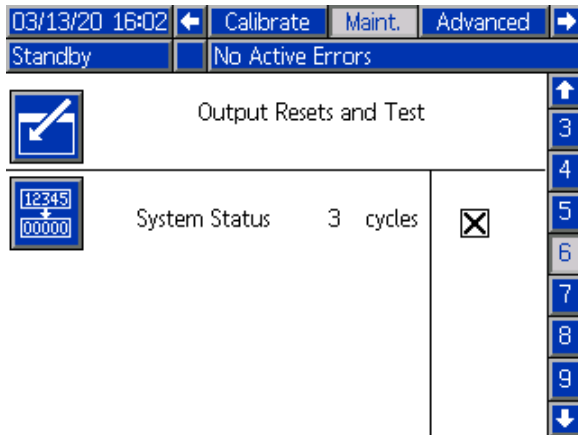 03/13/20 16:02 Calibrate Maint. Advanced
Standby No Active Errors
Output Resets and Test
3
4
12345
00000
System Status 3 cycles
5
6
7
8
9